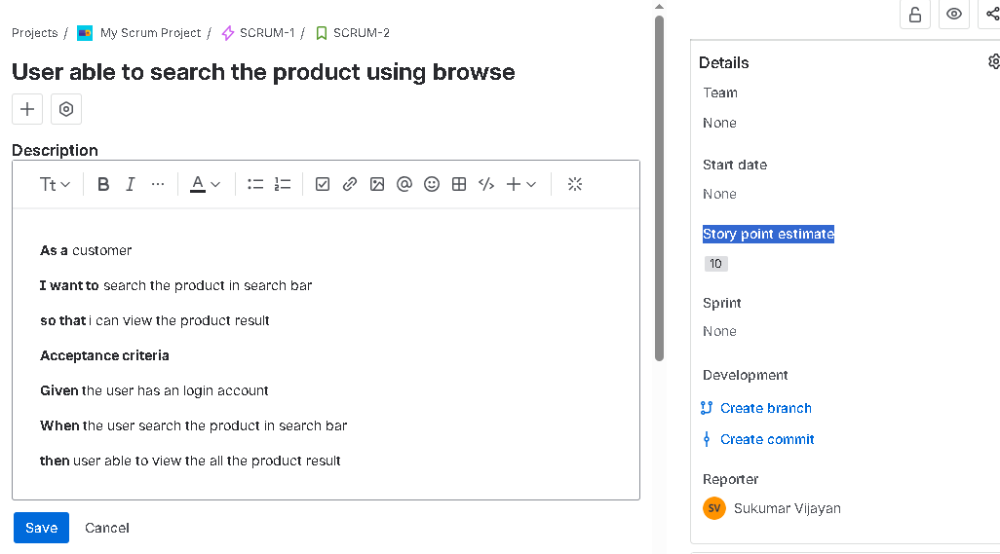 Projects / My Scrum Project / SCRUM-1 / SCRUM-2
User able to search the product using browse
Description
Tt B I ... A
As a customer
I want to search the product in search bar
so that i can view the product result
Acceptance criteria
Given the user has an login account
When the user search the product in search bar
then user able to view the all the product result
Save Cancel
Details
Team
None
Start date
None
Story point estimate
10
Sprint
None
Development
Create branch
Create commit
Reporter
SV Sukumar Vijayan